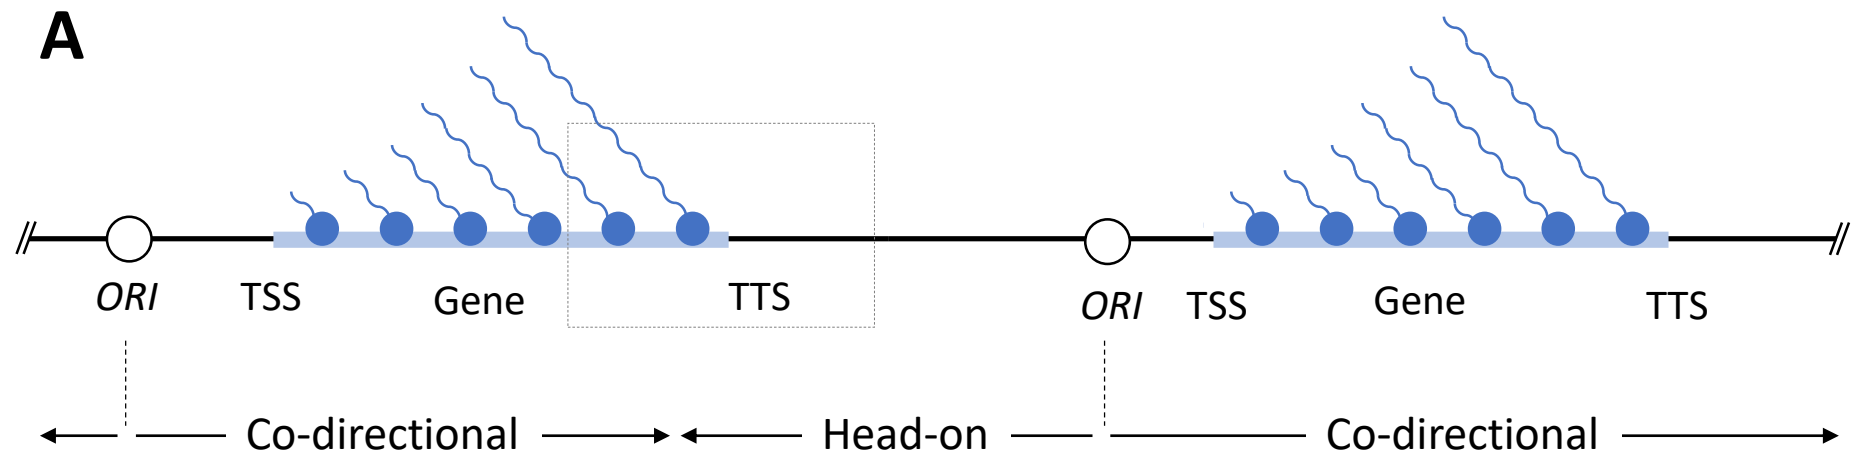 A
ORI TSS Gene TTS ORI TSS Gene TTS
Co-directional Head-on Co-directional